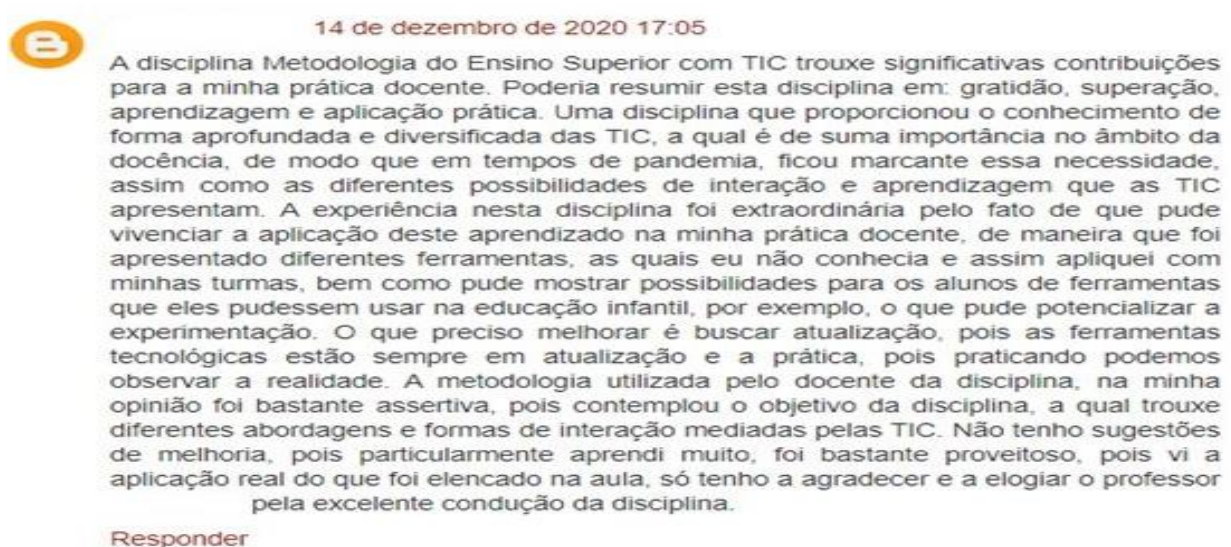 14 de dezembro de 2020 17:05
A disciplina Metodologia do Ensino Superior com TIC trouxe significativas contribuições
para a minha prática docente. Poderia resumir esta disciplina em: gratidão, superação,
aprendizagem e aplicação prática. Uma disciplina que proporcionou o conhecimento de
forma aprofundada e diversificada das TIC, a qual é de suma importância no âmbito da
docência, de modo que em tempos de pandemia, ficou marcante essa necessidade,
assim como as diferentes possibilidades de interação e aprendizagem que as TIC
apresentam. A experiência nesta disciplina foi extraordinária pelo fato de que pude
vivenciar a aplicação deste aprendizado na minha prática docente, de maneira que foi
apresentado diferentes ferramentas, as quais eu não conhecia e assim apliquei com
minhas turmas, bem como pude mostrar possibilidades para os alunos de ferramentas
que eles pudessem usar na educação infantil, por exemplo, o que pude potencializar a
experimentação. O que preciso melhorar é buscar atualização, pois as ferramentas
tecnológicas estão sempre em atualização e a prática, pois praticando podemos
observar a realidade. A metodologia utilizada pelo docente da disciplina, na minha
opinião foi bastante assertiva, pois contemplou o objetivo da disciplina, a qual trouxe
diferentes abordagens e formas de interação mediadas pelas TIC. Não tenho sugestões
de melhoria, pois particularmente aprendi muito, foi bastante proveitoso, pois vi a
aplicação real do que foi elencado na aula, só tenho a agradecer e a elogiar o professor
pela excelente condução da disciplina.
Responder